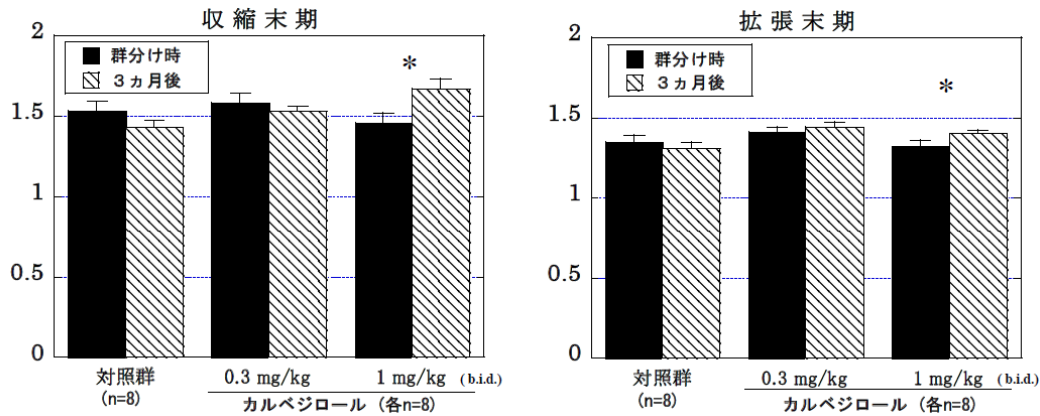 収縮末期
2
1.5
1
0.5
0
群分け時
3ヵ月後
*
対照群
(n=8)
0.3 mg/kg
1 mg/kg (b.i.d.)
カルベジロール (各n=8)
拡張末期
2
1.5
1
0.5
0
群分け時
3ヵ月後
*
対照群
(n=8)
0.3 mg/kg
1 mg/kg (b.i.d.)
カルベジロール (各n=8)